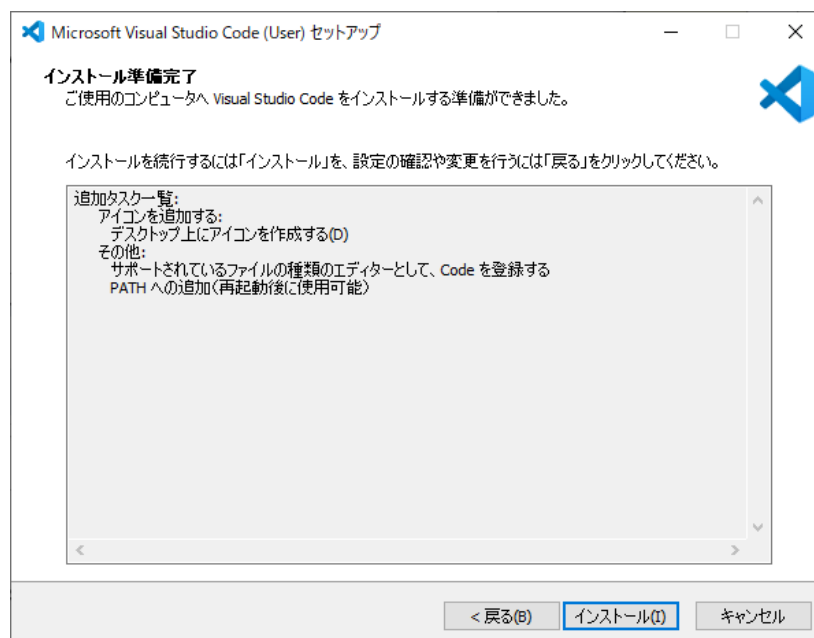 Microsoft Visual Studio Code (User) セットアップ
インストール準備完了
ご使用のコンピュータへ Visual Studio Code をインストールする準備ができました。
インストールを続行するには「インストール」を、設定の確認や変更を行うには「戻る」をクリックしてください。
追加タスク一覧:
アイコンを追加する:
デスクトップ上にアイコンを作成する(D)
その他:
サポートされているファイルの種類のエディターとして、Code を登録する
PATH への追加(再起動後に使用可能)
< 戻る(B) インストール(I) キャンセル